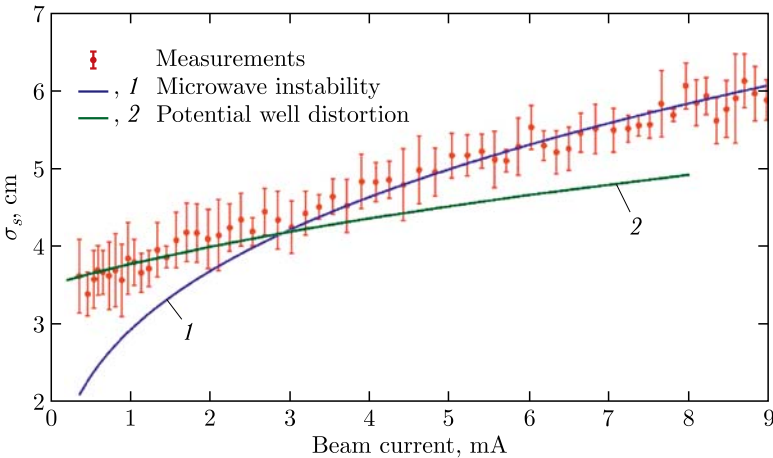 7
6
5
4
3
2
σs, cm
Measurements
, 1 Microwave instability
, 2 Potential well distortion
1
2
0 1 2 3 4 5 6 7 8 9
Beam current, mA